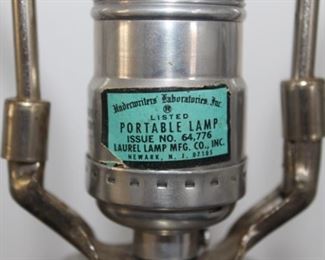 Underwriters' Laboratories, Inc.
®
LISTED
PORTABLE LAMP
ISSUE NO. 64,776
LAUREL LAMP MFG. CO., INC.
NEWARK, N. J. 07105